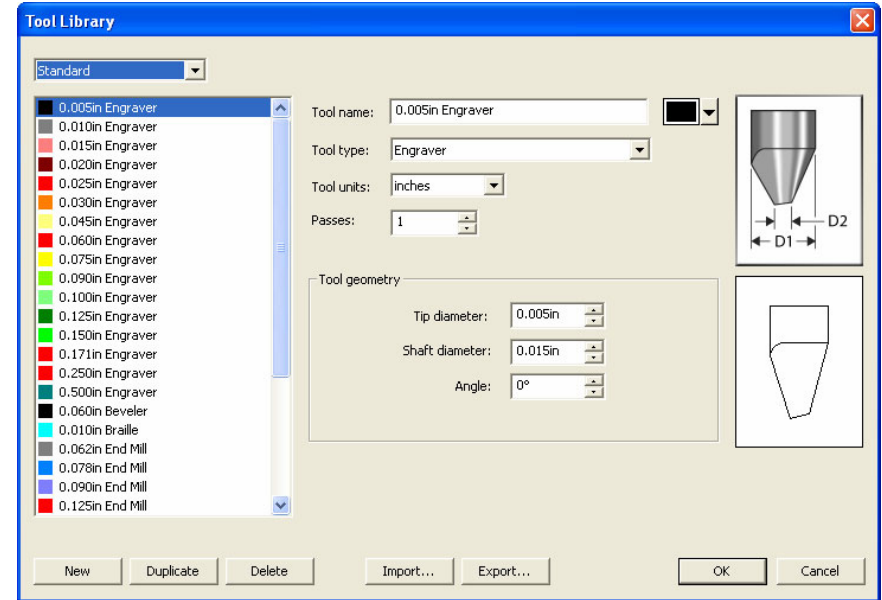 Tool Library
Standard
0.005in Engraver
0.010in Engraver
0.015in Engraver
0.020in Engraver
0.025in Engraver
0.030in Engraver
0.045in Engraver
0.060in Engraver
0.075in Engraver
0.090in Engraver
0.100in Engraver
0.125in Engraver
0.150in Engraver
0.171in Engraver
0.250in Engraver
0.500in Engraver
0.060in Beveler
0.010in Braille
0.062in End Mill
0.078in End Mill
0.090in End Mill
0.125in End Mill
Tool name: 0.005in Engraver
Tool type: Engraver
Tool units: inches
Passes: 1
Tool geometry
Tip diameter: 0.005in
Shaft diameter: 0.015in
Angle: 0°
D2
D1
New Duplicate Delete Import... Export... OK Cancel